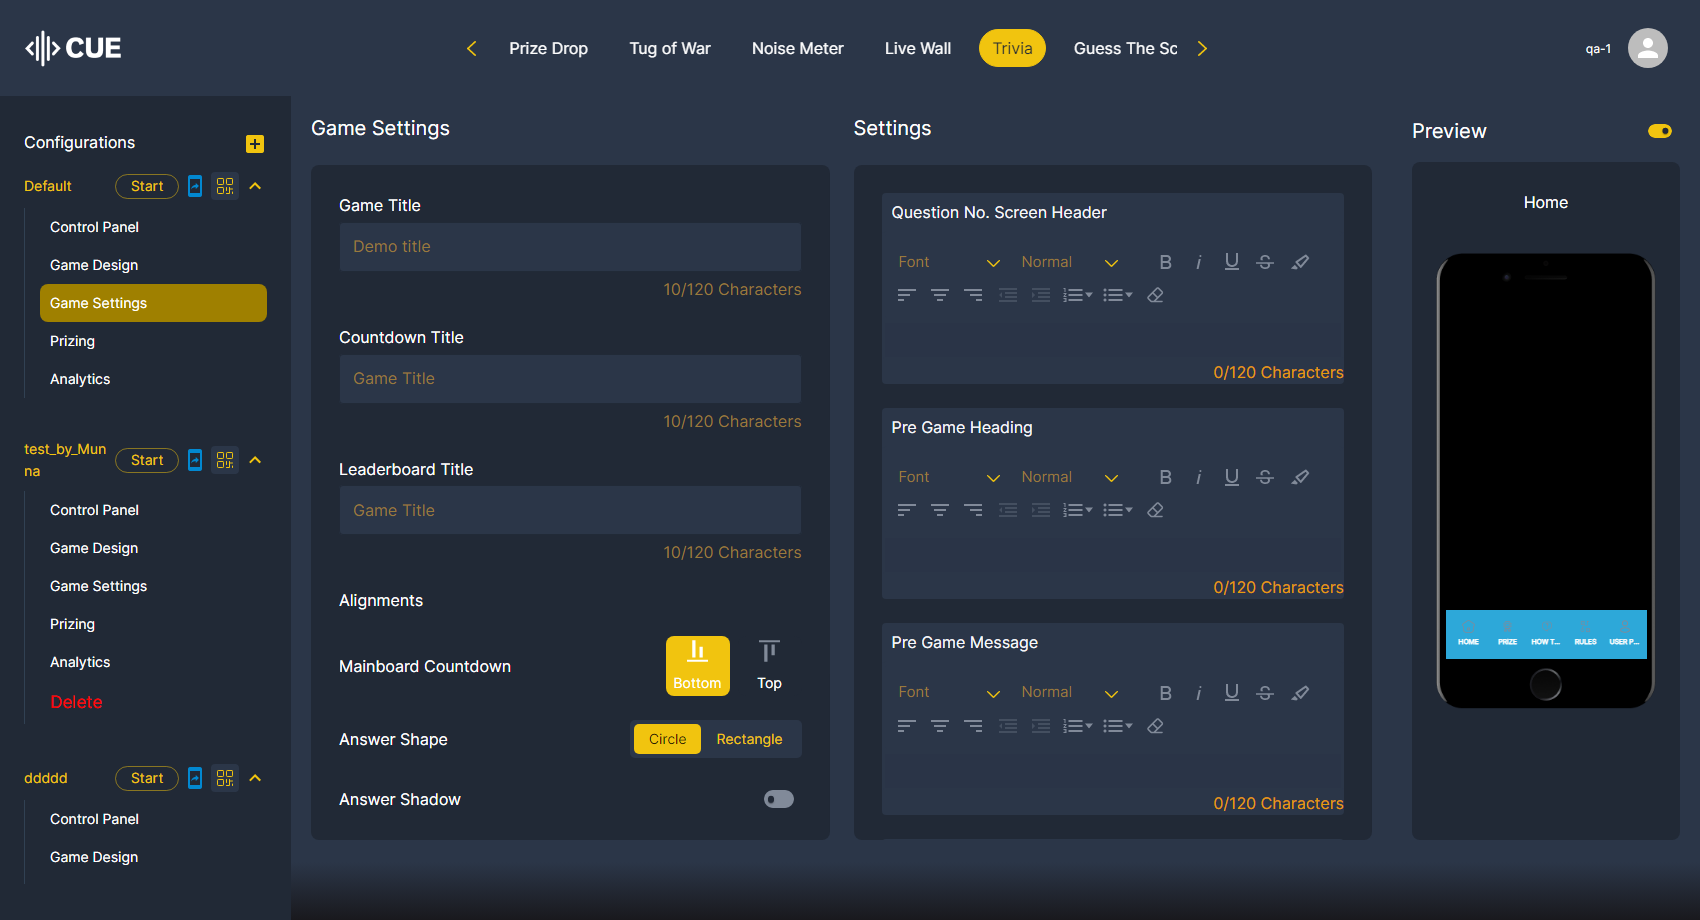 CUE
Prize Drop
Tug of War
Noise Meter
Live Wall
Trivia
Guess The Sc
qa-1
Configurations
Default
Start
Control Panel
Game Design
Game Settings
Prizing
Analytics
test_by_Mun
na
Start
Control Panel
Game Design
Game Settings
Prizing
Analytics
Delete
ddddd
Start
Control Panel
Game Design
Game Settings
Game Title
Demo title
10/120 Characters
Countdown Title
Game Title
10/120 Characters
Leaderboard Title
Game Title
10/120 Characters
Alignments
Mainboard Countdown
Bottom
Top
Answer Shape
Circle
Rectangle
Answer Shadow
Settings
Question No. Screen Header
Font
Normal
0/120 Characters
Pre Game Heading
Font
Normal
0/120 Characters
Pre Game Message
Font
Normal
0/120 Characters
Preview
Home
HOME
PRIZE
HOW T...
RULES
USER P...